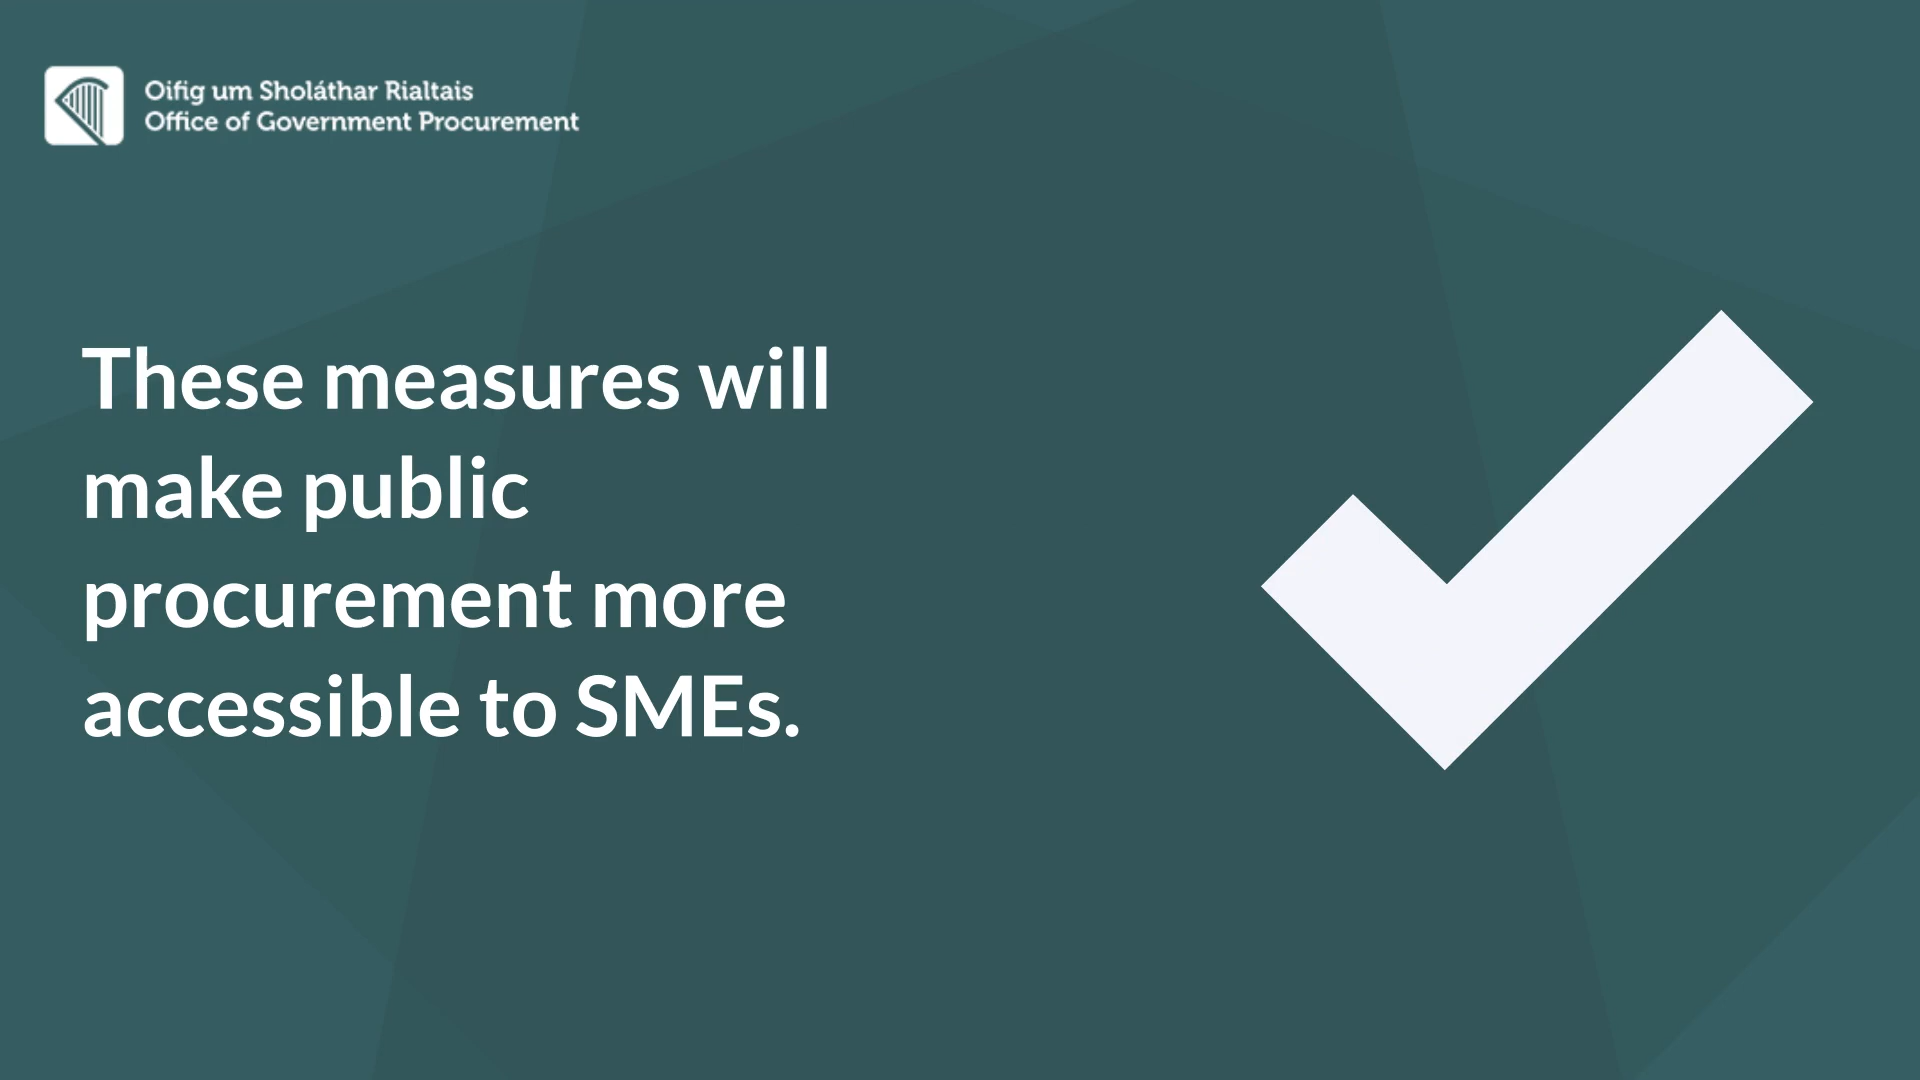 Oifig um Sholáthar Rialtais
Office of Government Procurement
These measures will
make public
procurement more
accessible to SMEs.